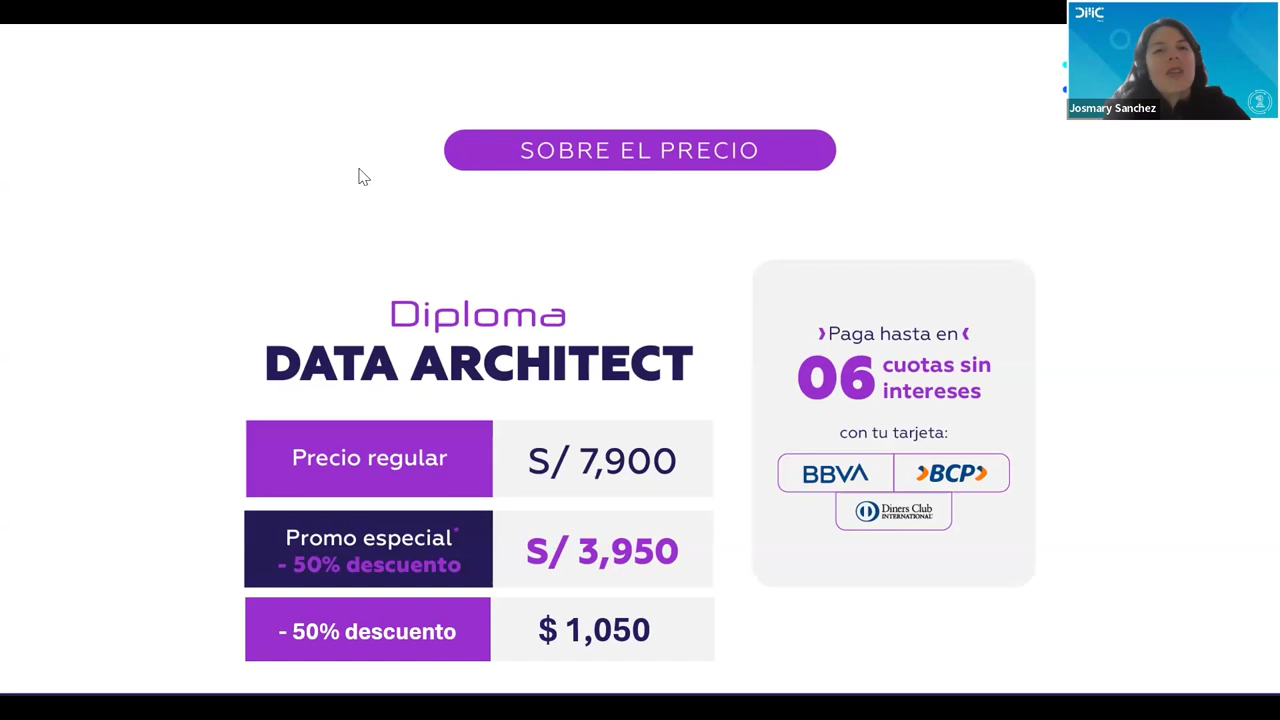 DMC
Josmary Sanchez
SOBRE EL PRECIO
Diploma
DATA ARCHITECT
Precio regular
S/ 7,900
Promo especial*
- 50% descuento
S/ 3,950
- 50% descuento
$ 1,050
Paga hasta en
06 cuotas sin
intereses
con tu tarjeta:
BBVA
BCP
Diners Club
INTERNATIONAL